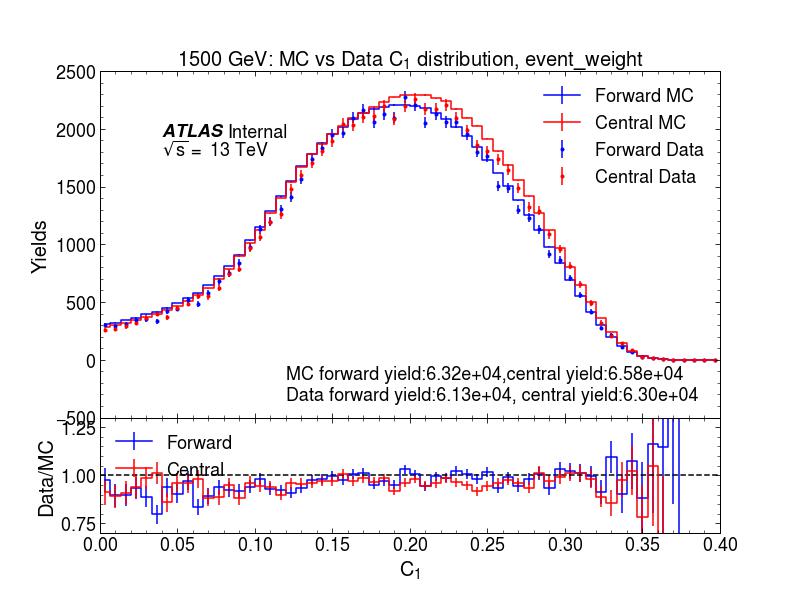 1500 GeV: MC vs Data C₁ distribution, event_weight
2500
2000
1500
1000
500
0
−500
Yields
ATLAS Internal
√s = 13 TeV
Forward MC
Central MC
Forward Data
Central Data
MC forward yield:6.32e+04,central yield:6.58e+04
Data forward yield:6.13e+04, central yield:6.30e+04
1.25
1.00
0.75
Data/MC
Forward
Central
0.00 0.05 0.10 0.15 0.20 0.25 0.30 0.35 0.40
C₁